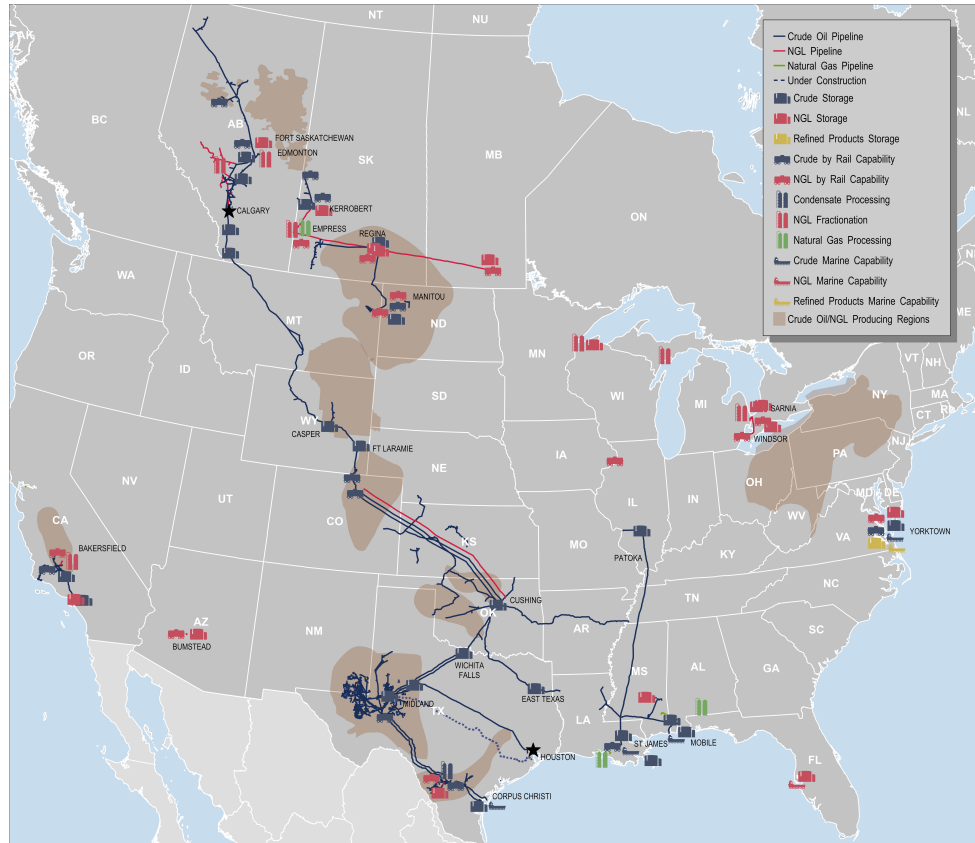 NT
NU
AK
Crude Oil Pipeline
NGL Pipeline
Natural Gas Pipeline
Under Construction
Crude Storage
NGL Storage
Refined Products Storage
Crude by Rail Capability
NGL by Rail Capability
Condensate Processing
NGL Fractionation
Natural Gas Processing
Crude Marine Capability
NGL Marine Capability
Refined Products Marine Capability
Crude Oil/NGL Producing Regions
NL
BC
AB
FORT SASKATCHEWAN
EDMONTON
SK
MB
ON
CALGARY
KERROBERT
EMPRESS
REGINA
WA
MT
MANITOU
ND
MN
ME
VT
NH
OR
ID
WY
SD
WI
MI
NY
MA
CT
RI
SARNIA
WINDSOR
CASPER
FT LARAMIE
NE
IA
PA
NJ
NV
UT
CO
KS
IL
IN
OH
MD
DE
WV
VA
YORKTOWN
CA
BAKERSFIELD
MO
PATOKA
KY
AZ
BUMSTEAD
NM
OK
CUSHING
AR
TN
NC
SC
WICHITA
FALLS
MIDLAND
TX
EAST TEXAS
LA
MS
AL
GA
HOUSTON
ST JAMES
MOBILE
FL
CORPUS CHRISTI